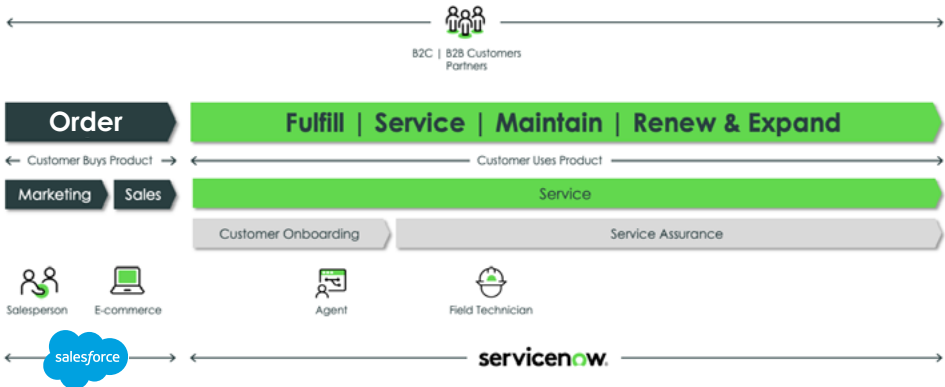 B2C | B2B Customers
Partners
Order
Fulfill | Service | Maintain | Renew & Expand
Customer Buys Product
Customer Uses Product
Marketing
Sales
Service
Customer Onboarding
Service Assurance
Salesperson
E-commerce
Agent
Field Technician
salesforce
servicenow.